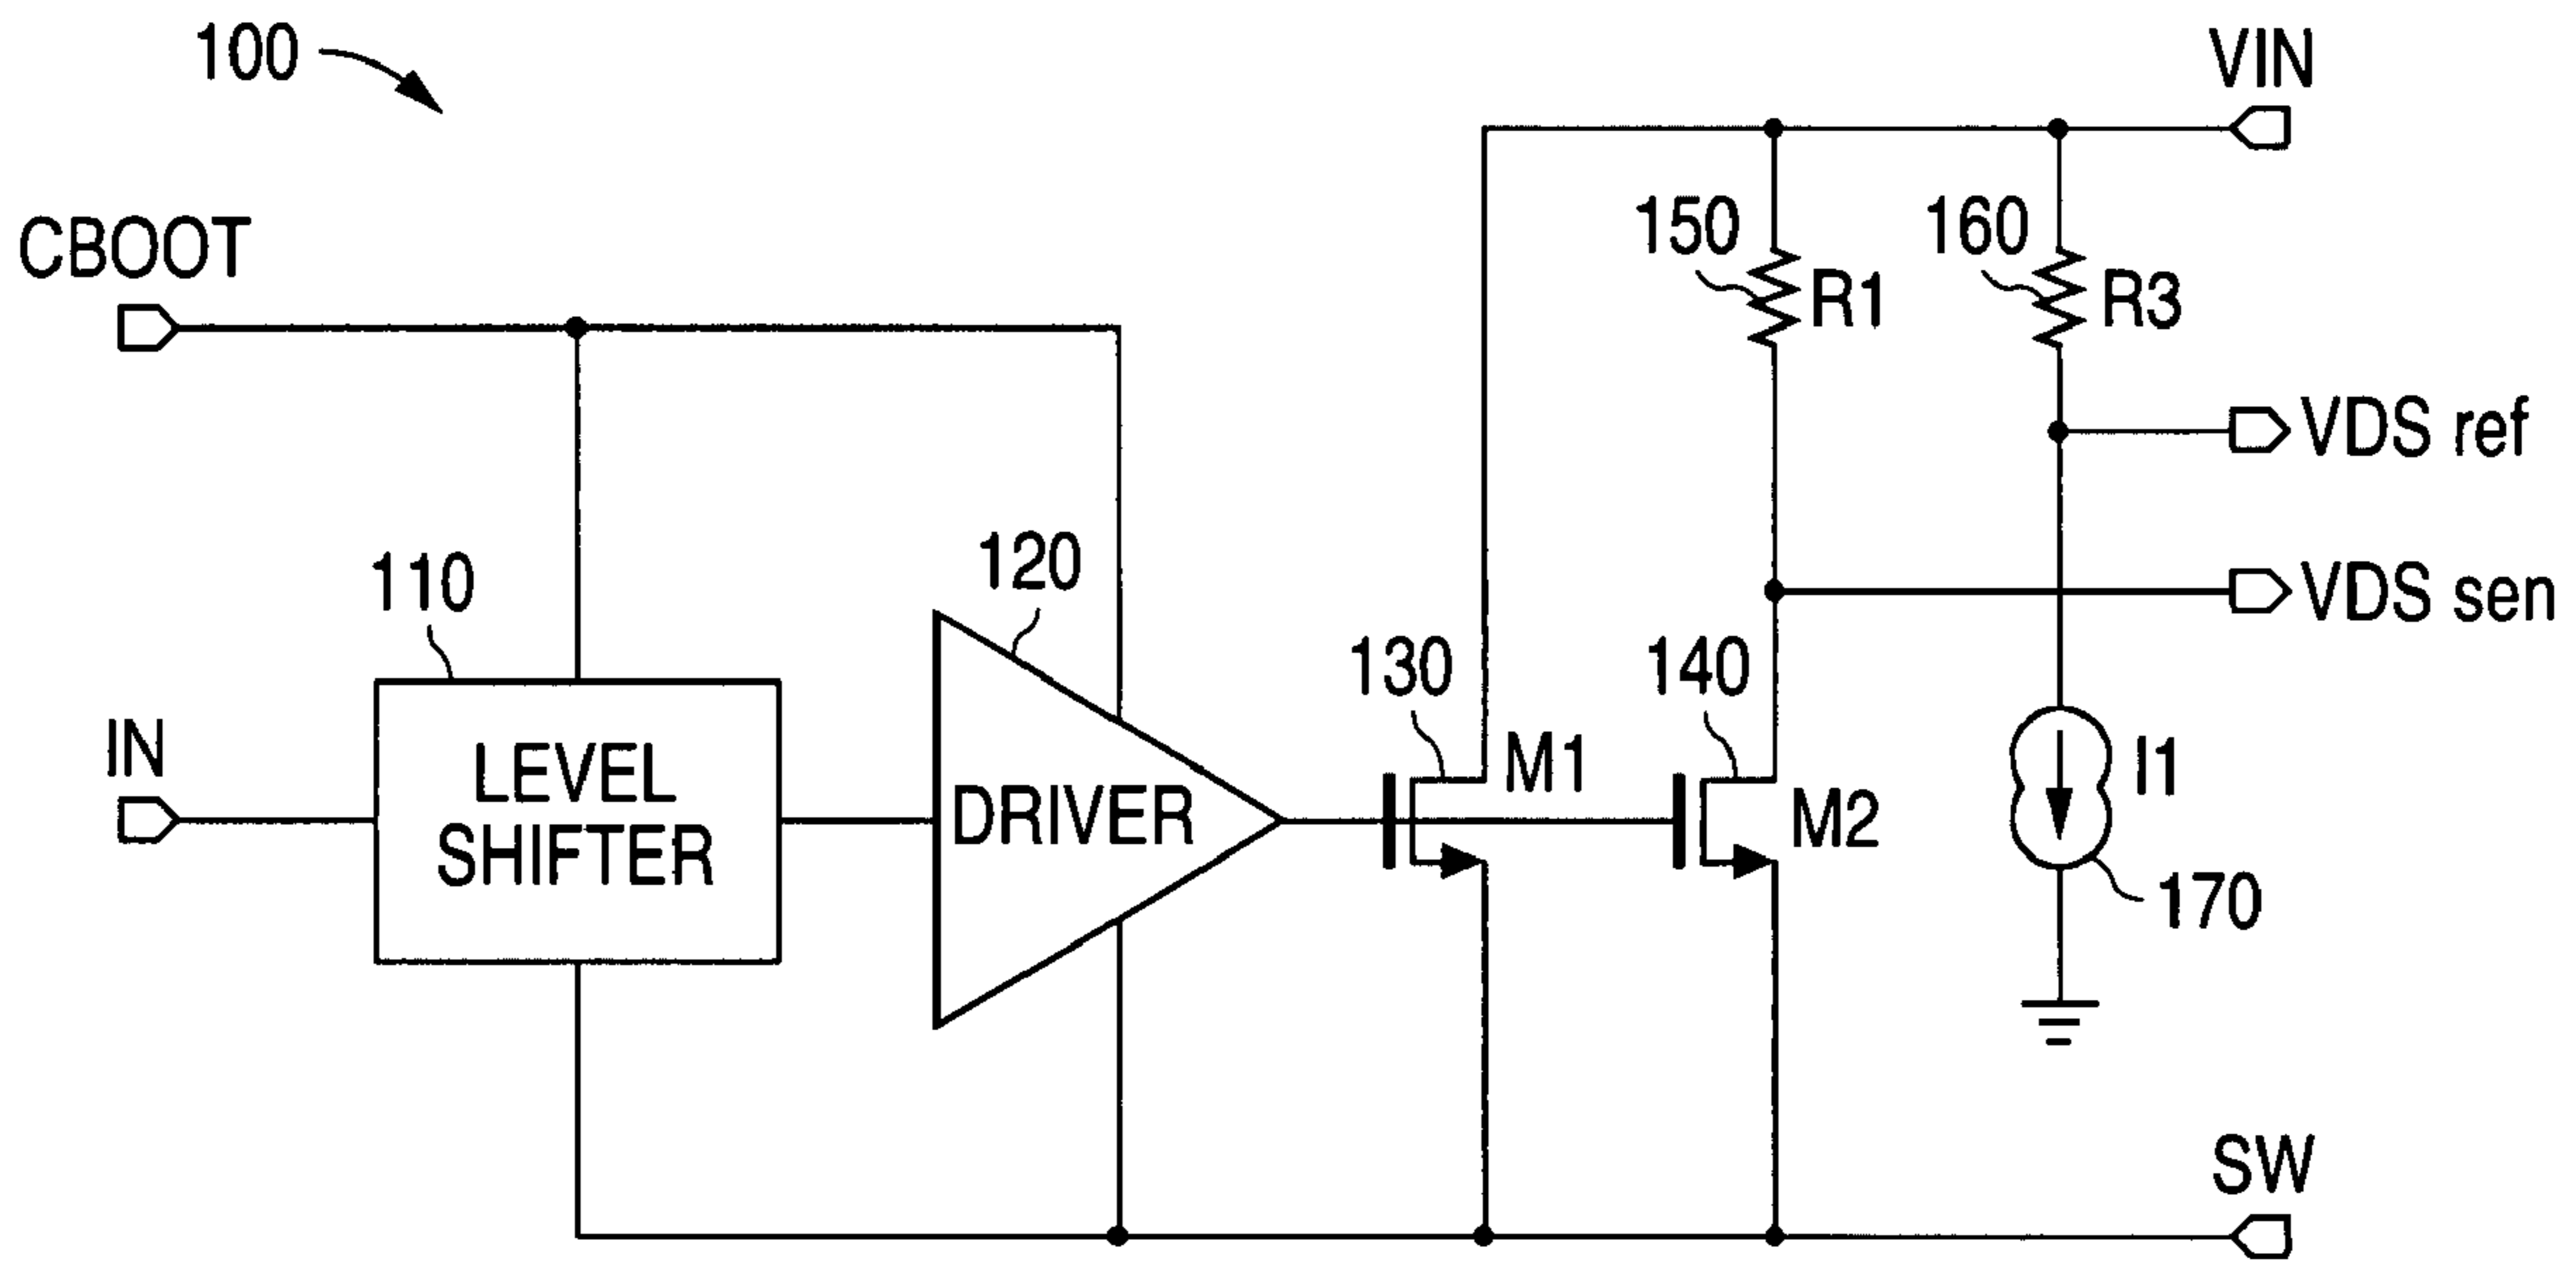 100
VIN
CBOOT
150
R1
160
R3
VDS ref
VDS sen
110
120
130
140
IN
LEVEL
SHIFTER
DRIVER
M1
M2
I1
170
SW